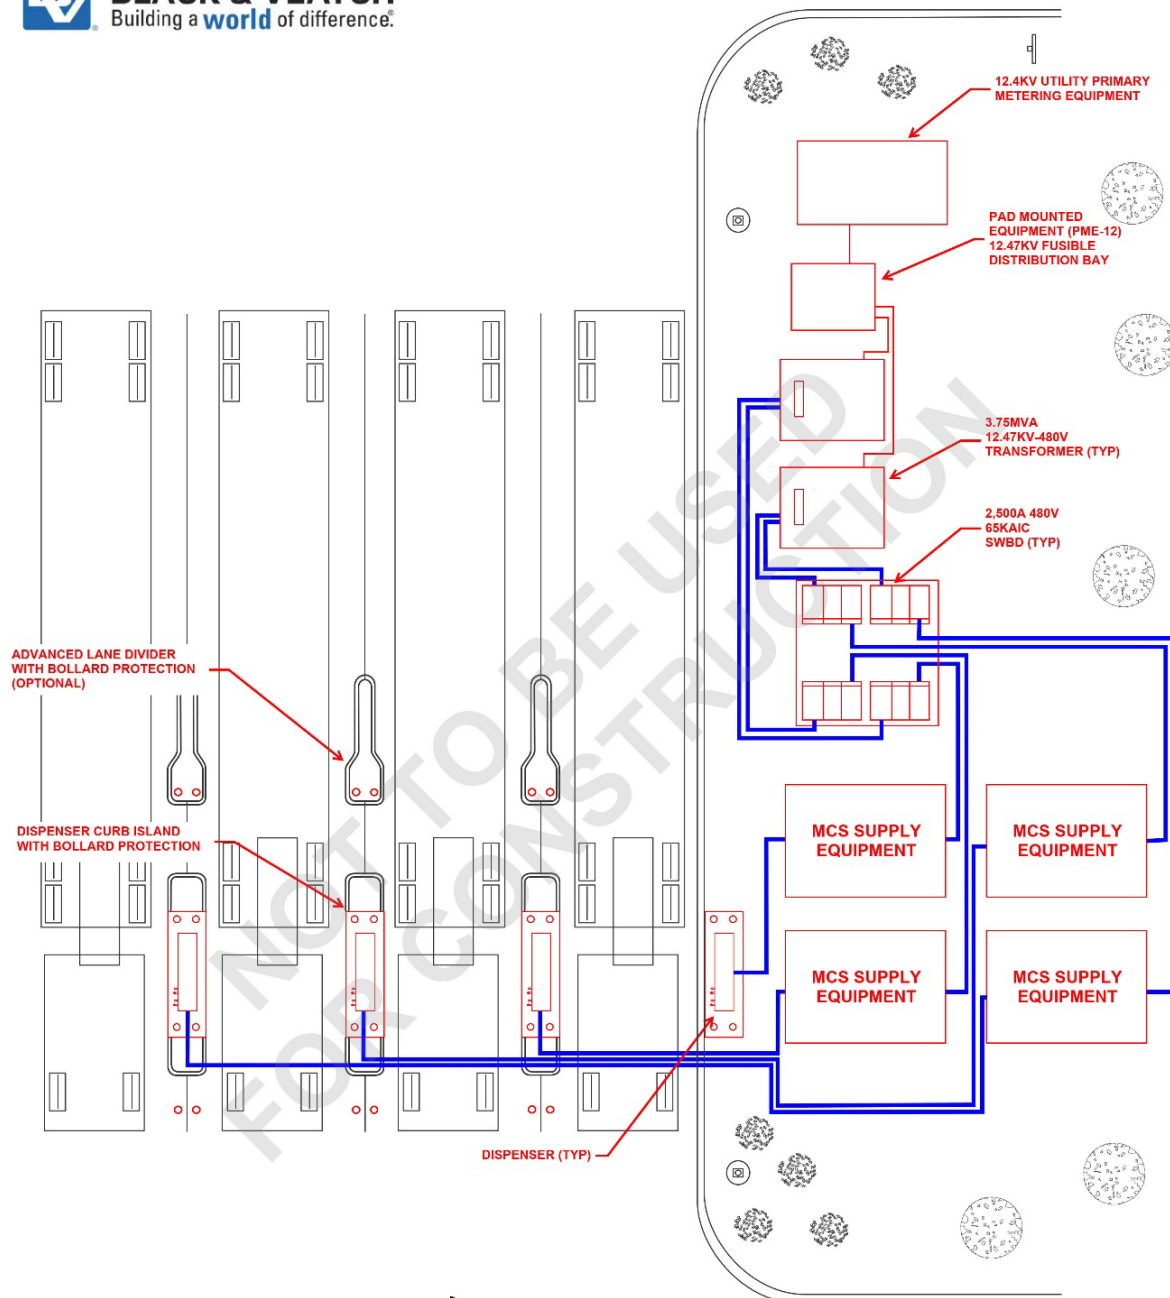 BLACK & VEATCH
Building a world of difference.
12.4KV UTILITY PRIMARY
METERING EQUIPMENT
PAD MOUNTED
EQUIPMENT (PME-12)
12.47KV FUSIBLE
DISTRIBUTION BAY
3.75MVA
12.47KV-480V
TRANSFORMER (TYP)
2,500A 480V
65KAIC
SWBD (TYP)
ADVANCED LANE DIVIDER
WITH BOLLARD PROTECTION
(OPTIONAL)
DISPENSER CURB ISLAND
WITH BOLLARD PROTECTION
MCS SUPPLY
EQUIPMENT
MCS SUPPLY
EQUIPMENT
MCS SUPPLY
EQUIPMENT
MCS SUPPLY
EQUIPMENT
DISPENSER (TYP)
NOT TO BE USED
FOR CONSTRUCTION